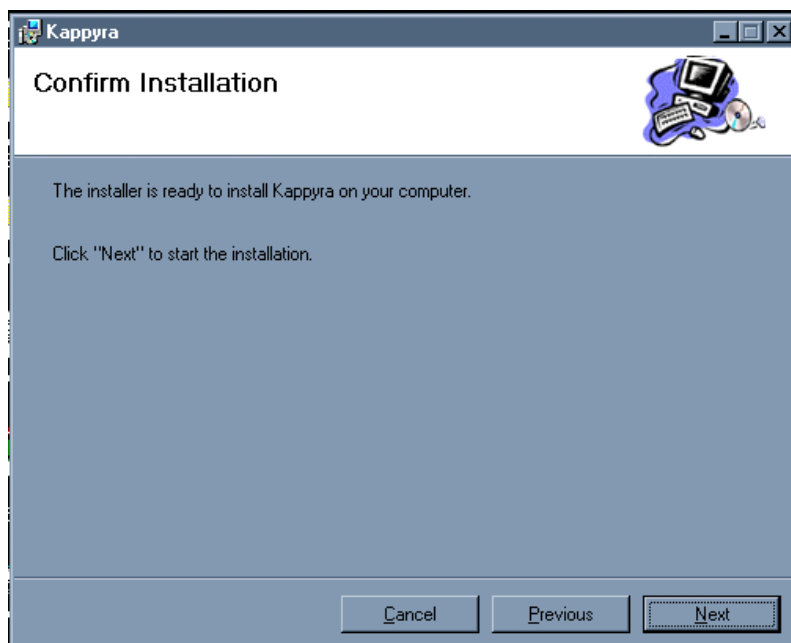 Kappyra
Confirm Installation
The installer is ready to install Kappyra on your computer.
Click "Next" to start the installation.
Cancel
Previous
Next